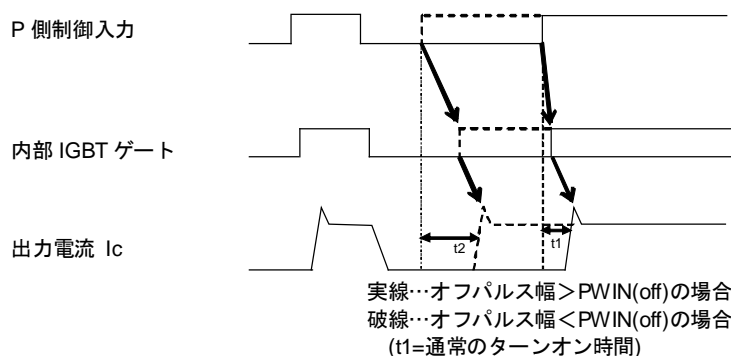 P 側制御入力
内部 IGBT ゲート
出力電流 Ic
t2
t1
実線…オフパルス幅＞PWIN(off)の場合
破線…オフパルス幅＜PWIN(off)の場合
(t1=通常のターンオン時間)